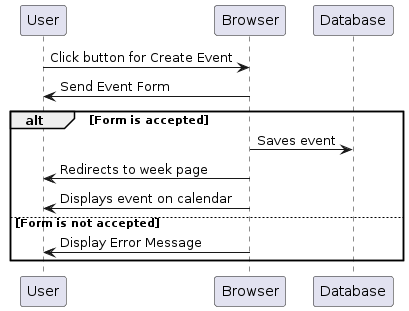 User Browser Database
Click button for Create Event
Send Event Form
alt [Form is accepted]
Saves event
Redirects to week page
Displays event on calendar
[Form is not accepted]
Display Error Message
User Browser Database